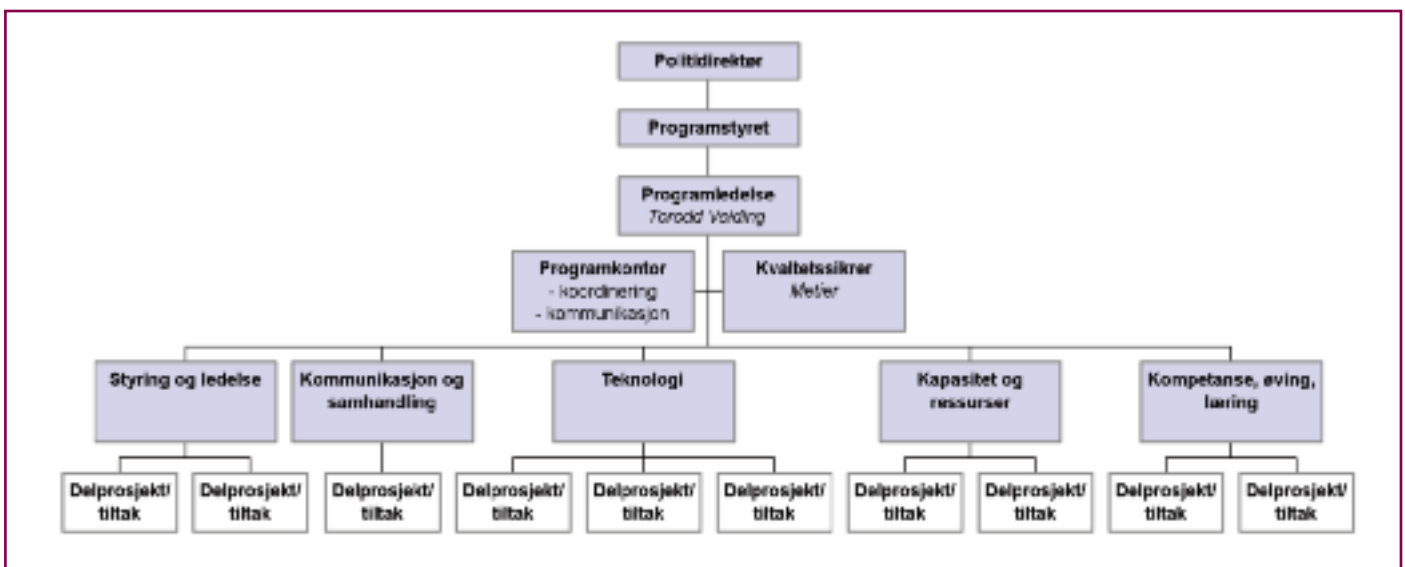 Politidirektør
Programstyret
Programledelse
Torodd Veiding
Programkontor
- koordinering
- kommunikasjon
Kvaltetssikrer
Metier
Styring og ledelse
Kommunikasjon og
samhandling
Teknologi
Kapasitet og
ressurser
Kompetanse, øving,
læring
Delprosjekt/
tiltak
Delprosjekt/
tiltak
Delprosjekt/
tiltak
Delprosjekt/
tiltak
Delprosjekt/
tiltak
Delprosjekt/
tiltak
Delprosjekt/
tiltak
Delprosjekt/
tiltak
Delprosjekt/
tiltak
Delprosjekt/
tiltak